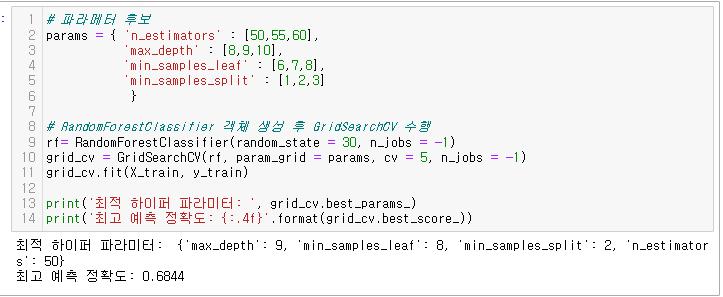 1 # 파라메터 후보
2 params = { 'n_estimators' : [50,55,60],
3 'max_depth' : [8,9,10],
4 'min_samples_leaf' : [6,7,8],
5 'min_samples_split' : [1,2,3]
6 }
7
8 # RandomForestClassifier 객체 생성 후 GridSearchCV 수행
9 rf= RandomForestClassifier(random_state = 30, n_jobs = -1)
10 grid_cv = GridSearchCV(rf, param_grid = params, cv = 5, n_jobs = -1)
11 grid_cv.fit(X_train, y_train)
12
13 print('최적 하이퍼 파라미터: ', grid_cv.best_params_)
14 print('최고 예측 정확도: {:.4f}'.format(grid_cv.best_score_))
최적 하이퍼 파라미터:  {'max_depth': 9, 'min_samples_leaf': 8, 'min_samples_split': 2, 'n_estimator
s': 50}
최고 예측 정확도: 0.6844